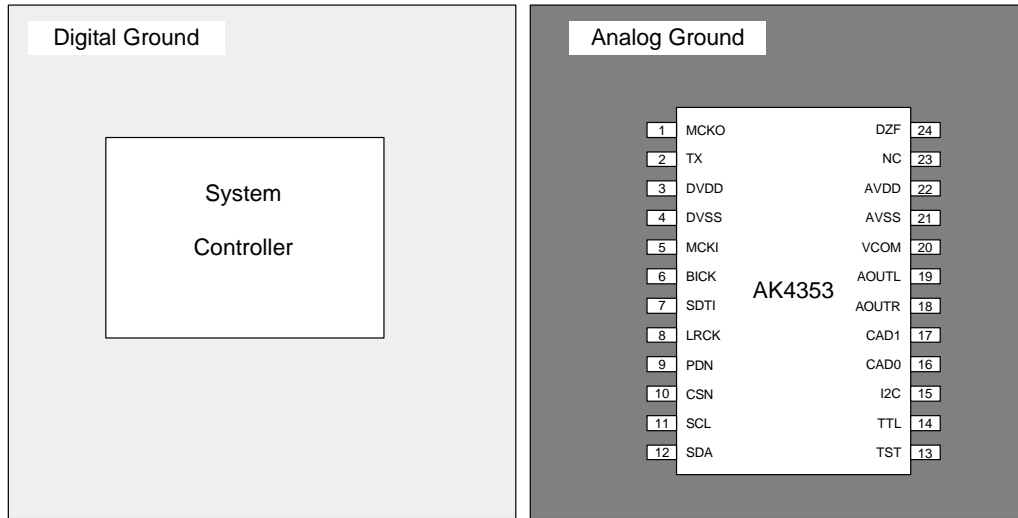 Digital Ground
System
Controller
Analog Ground
1 MCKO DZF 24
2 TX NC 23
3 DVDD AVDD 22
4 DVSS AVSS 21
5 MCKI VCOM 20
6 BICK AOUTL 19
AK4353
7 SDTI AOUTR 18
8 LRCK CAD1 17
9 PDN CAD0 16
10 CSN I2C 15
11 SCL TTL 14
12 SDA TST 13